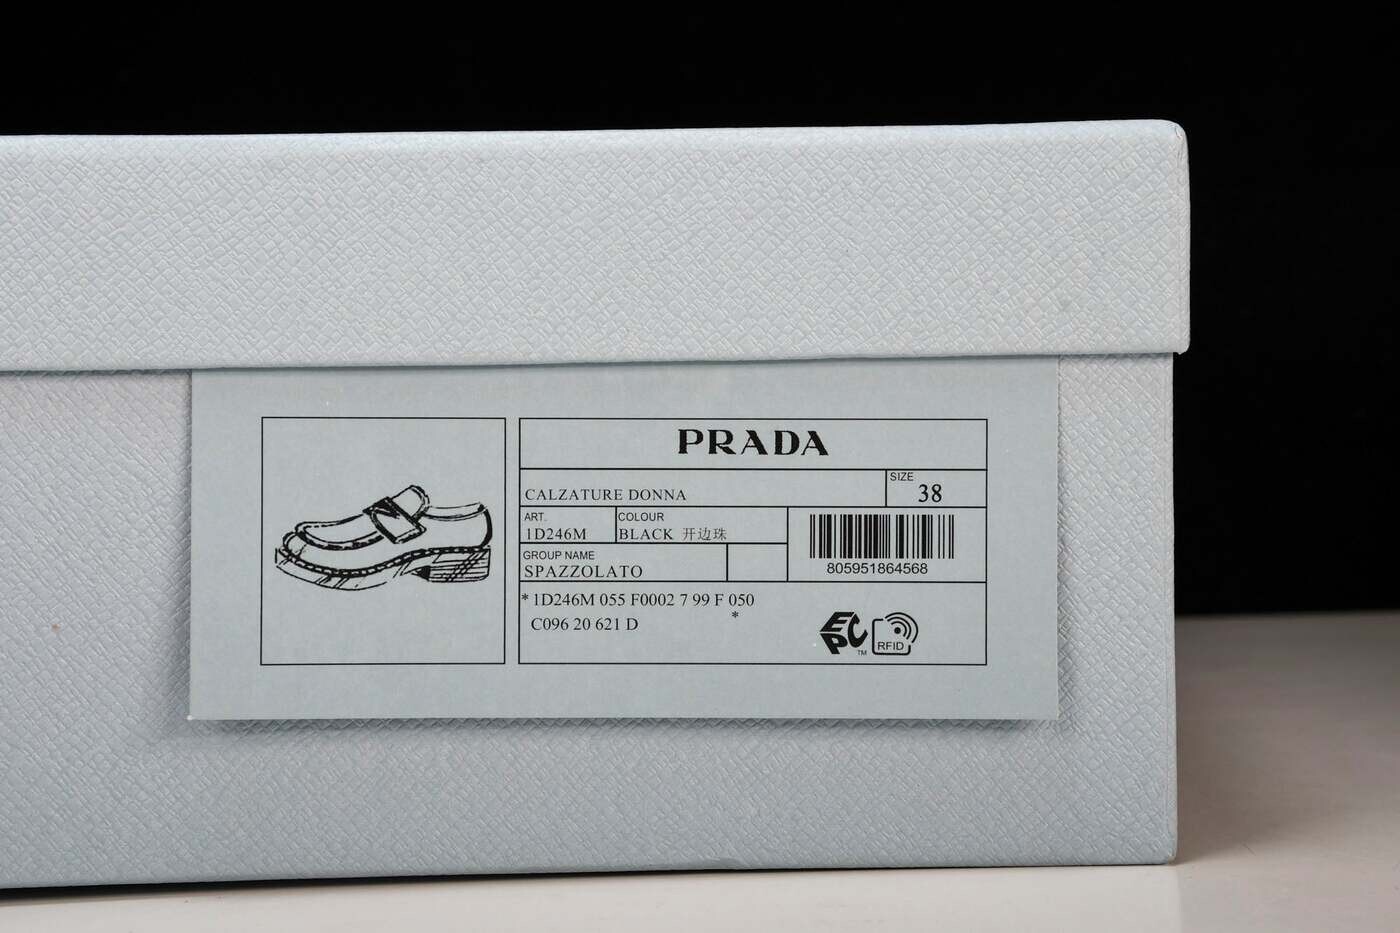 PRADA
CALZATURE DONNA
SIZE
38
ART.
1D246M
COLOUR
BLACK 开边珠
GROUP NAME
SPAZZOLATO
805951864568
* 1D246M 055 F0002 7 99 F 050
C096 20 621 D *
EPC TM
RFID